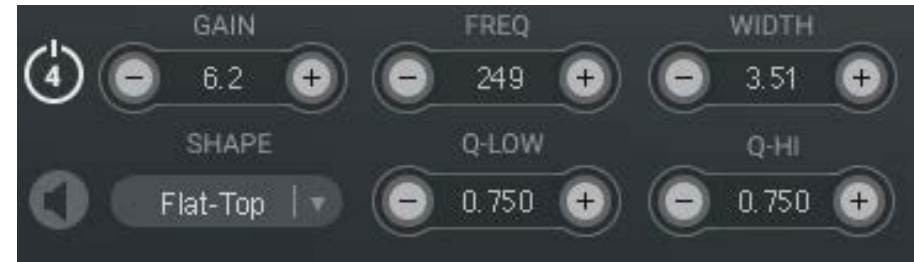 GAIN FREQ WIDTH
4 − 6.2 + − 249 + − 3.51 +
SHAPE Q-LOW Q-HI
Flat-Top − 0.750 + − 0.750 +